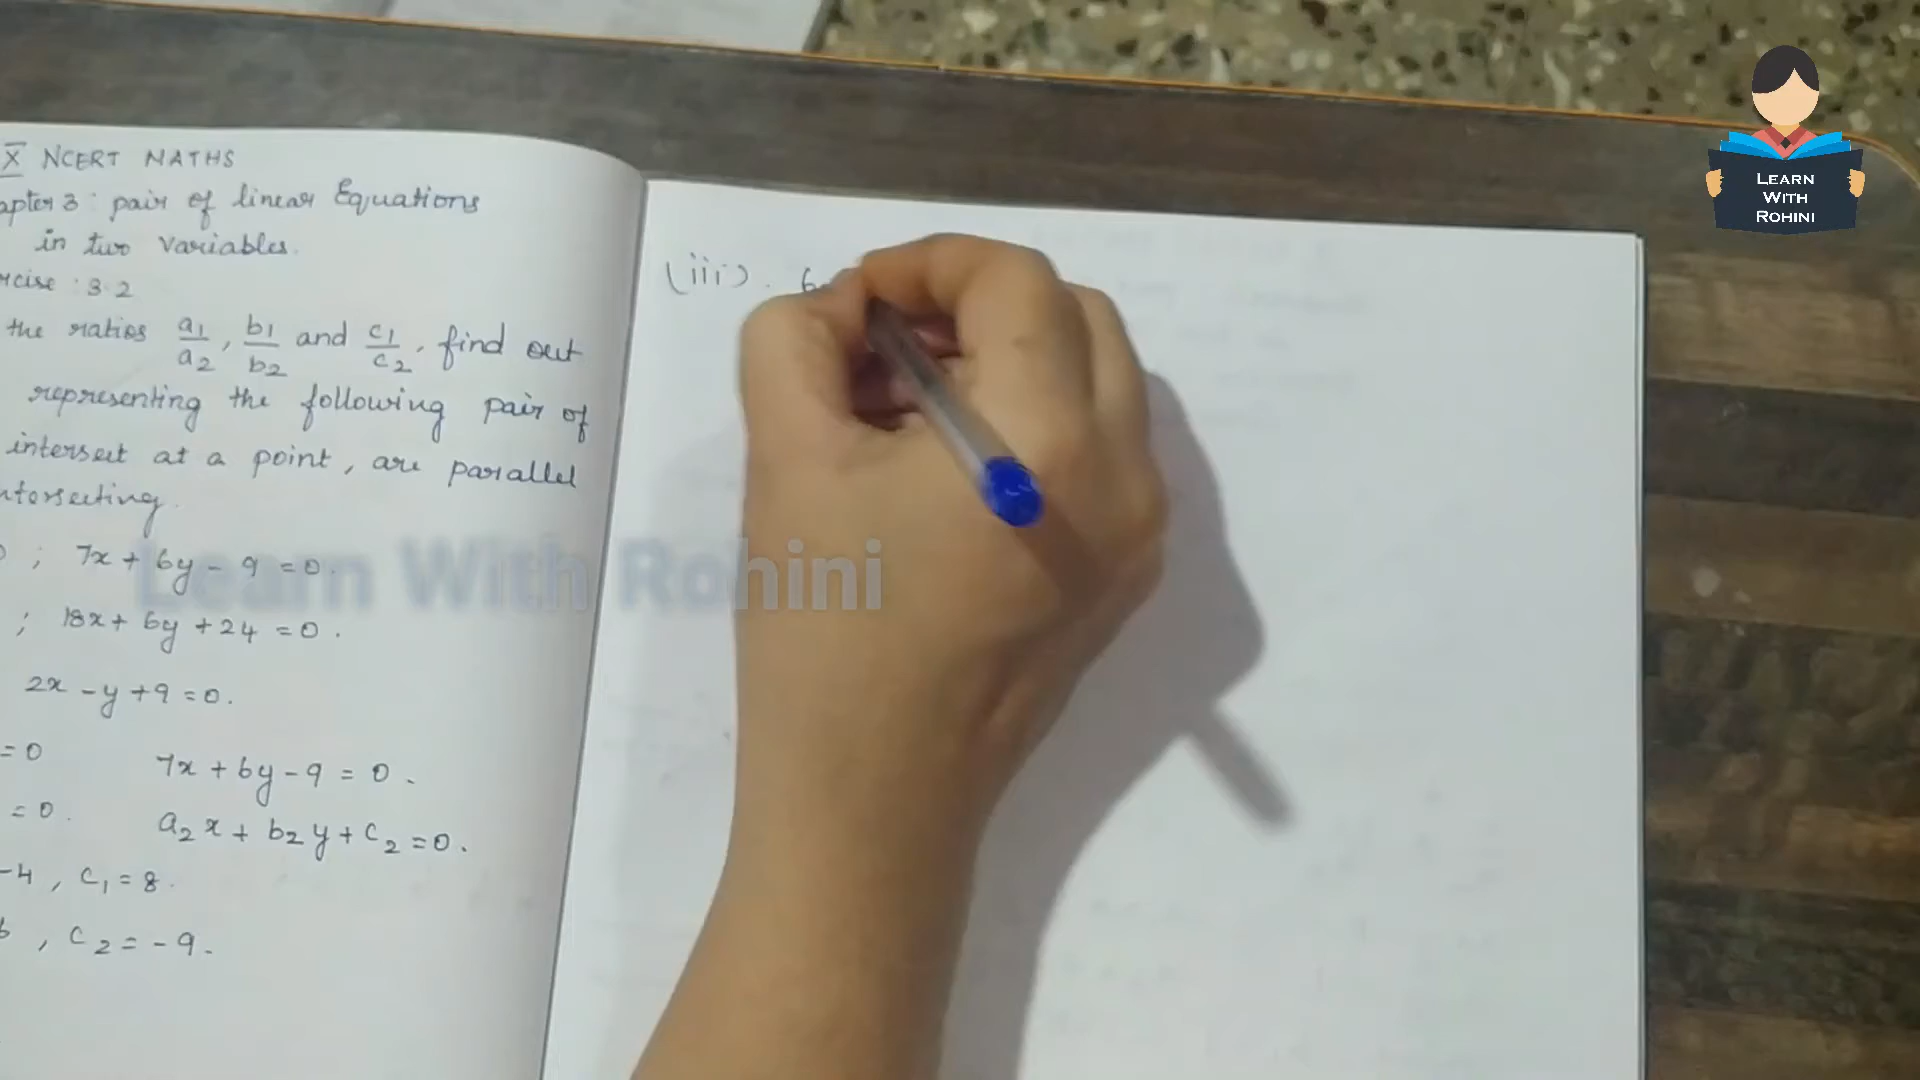 X NCERT MATHS
apter 3 : pair of linear Equations
in two Variables.
rcise : 3.2
the ratios a1/a2 , b1/b2 and c1/c2 , find out
representing the following pair of
intersect at a point , are parallel
ntersecting.
; 7x + 6y - 9 = 0.
; 18x + 6y + 24 = 0 .
2x - y + 9 = 0.
= 0 7x + 6y - 9 = 0 .
= 0 . a2 x + b2 y + c2 = 0 .
-4 , c1 = 8 .
, c2 = - 9 .
(iii) . 6
Learn With Rohini
LEARN
WITH
ROHINI